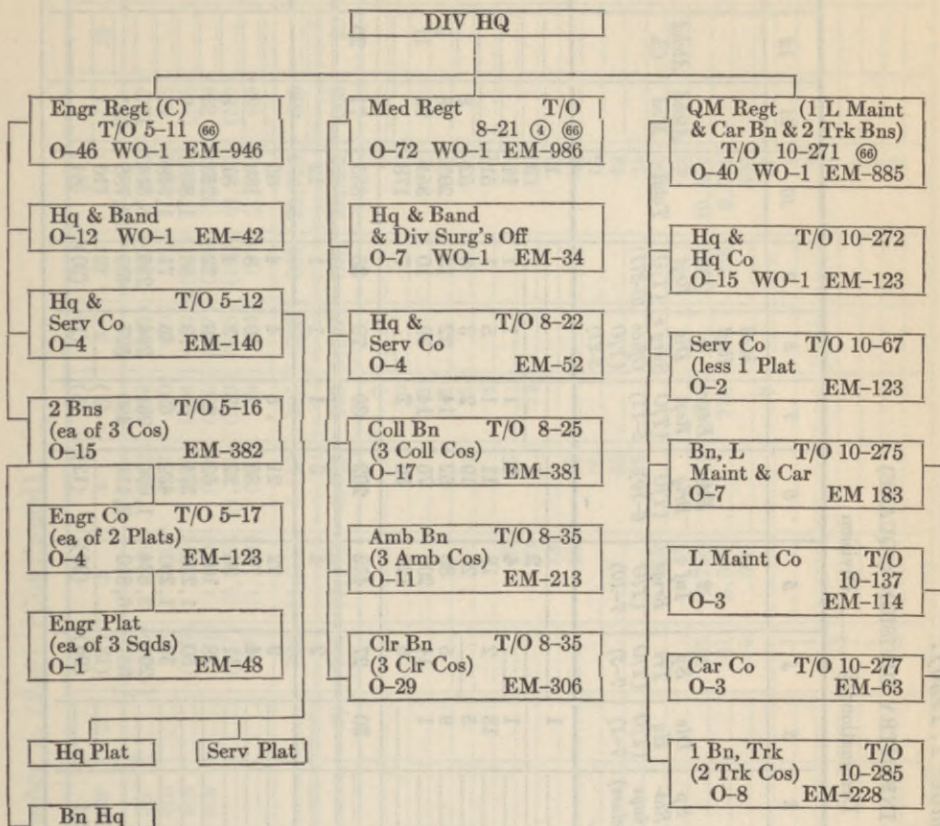 DIV HQ
Engr Regt (C)
T/O 5-11 ㊿66
O-46 WO-1 EM-946
Hq & Band
O-12 WO-1 EM-42
Hq & T/O 5-12
Serv Co
O-4 EM-140
2 Bns T/O 5-16
(ea of 3 Cos)
O-15 EM-382
Engr Co T/O 5-17
(ea of 2 Plats)
O-4 EM-123
Engr Plat
(ea of 3 Sqds)
O-1 EM-48
Hq Plat
Serv Plat
Bn Hq
Med Regt T/O
8-21 ④ 66
O-72 WO-1 EM-986
Hq & Band
& Div Surg's Off
O-7 WO-1 EM-34
Hq & T/O 8-22
Serv Co
O-4 EM-52
Coll Bn T/O 8-25
(3 Coll Cos)
O-17 EM-381
Amb Bn T/O 8-35
(3 Amb Cos)
O-11 EM-213
Clr Bn T/O 8-35
(3 Clr Cos)
O-29 EM-306
QM Regt (1 L Maint
& Car Bn & 2 Trk Bns)
T/O 10-271 66
O-40 WO-1 EM-885
Hq & T/O 10-272
Hq Co
O-15 WO-1 EM-123
Serv Co T/O 10-67
(less 1 Plat
O-2 EM-123
Bn, L T/O 10-275
Maint & Car
O-7 EM 183
L Maint Co T/O
10-137
O-3 EM-114
Car Co T/O 10-277
O-3 EM-63
1 Bn, Trk T/O
(2 Trk Cos) 10-285
O-8 EM-228